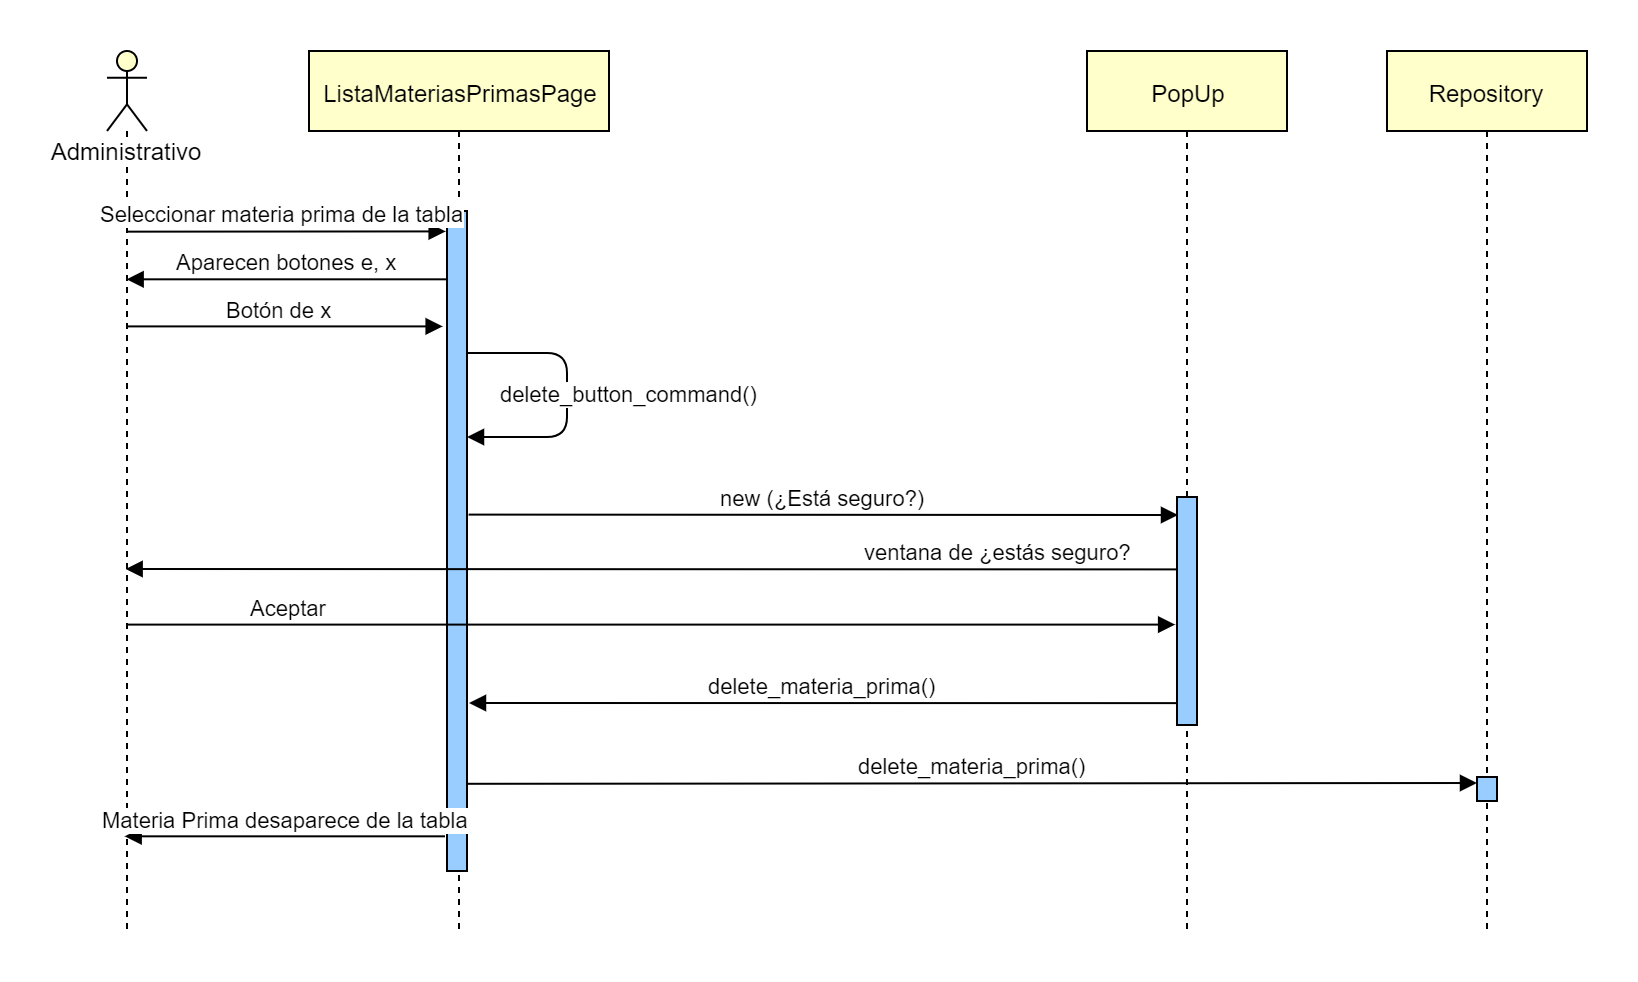 ListaMateriasPrimasPage
PopUp
Repository
Administrativo
Seleccionar materia prima de la tabla
Aparecen botones e, x
Botón de x
delete_button_command()
new (¿Está seguro?)
ventana de ¿estás seguro?
Aceptar
delete_materia_prima()
delete_materia_prima()
Materia Prima desaparece de la tabla